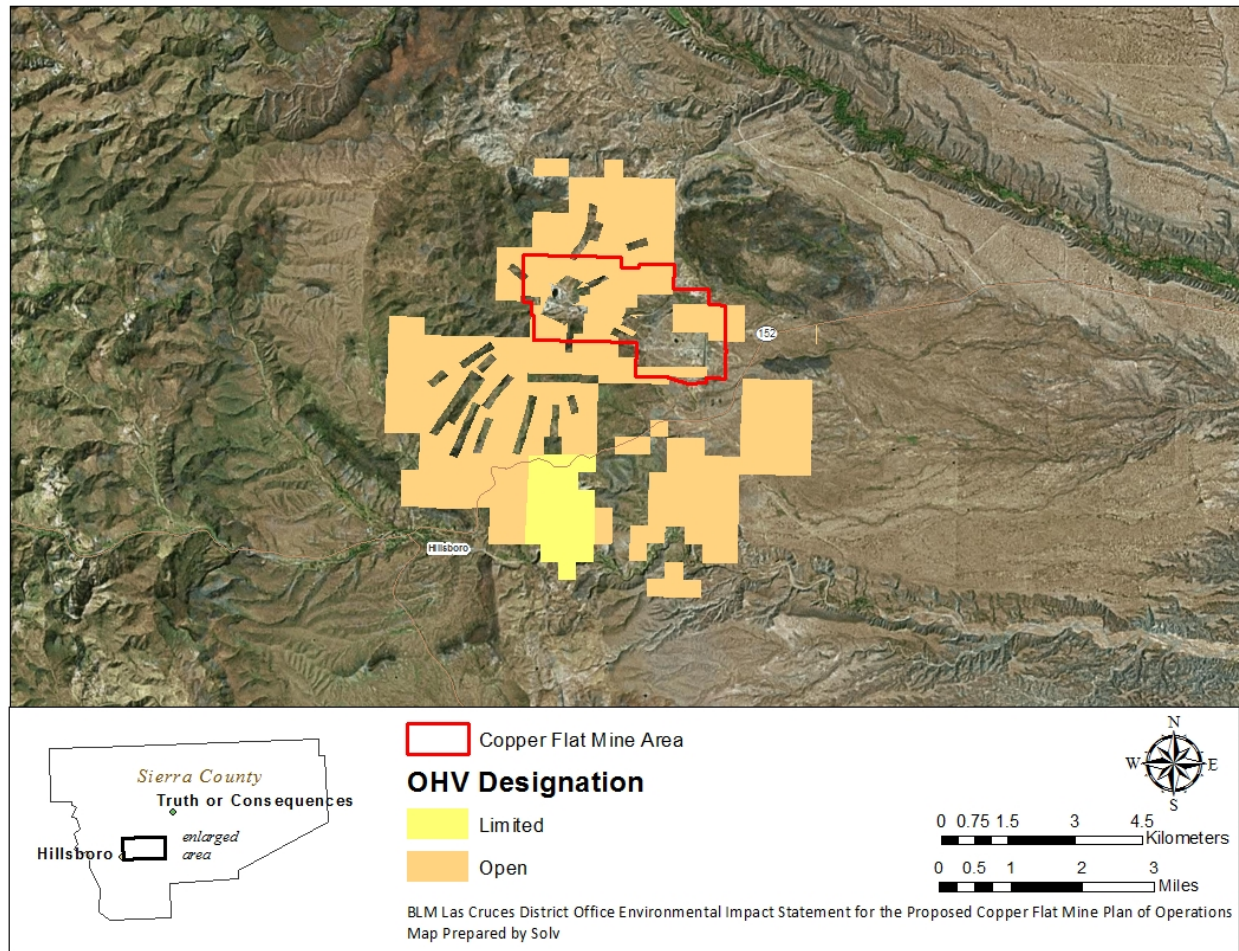 152
Hillsboro
Sierra County
Truth or Consequences
enlarged
area
Hillsboro
Copper Flat Mine Area
OHV Designation
Limited
Open
N
W E
S
0 0.75 1.5 3 4.5
Kilometers
0 0.5 1 2 3
Miles
BLM Las Cruces District Office Environmental Impact Statement for the Proposed Copper Flat Mine Plan of Operations
Map Prepared by Solv